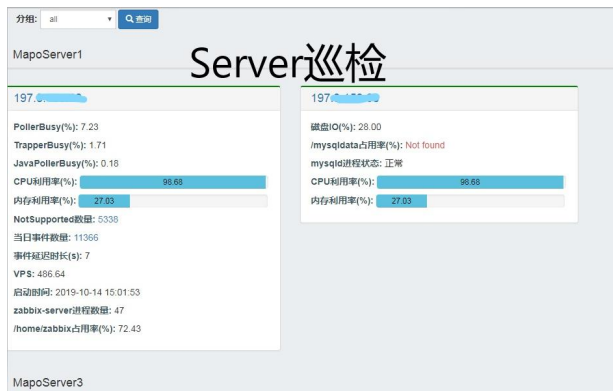 分组: all 查询
Server巡检
MapoServer1
197.
PollerBusy(%): 7.23
TrapperBusy(%): 1.71
JavaPollerBusy(%): 0.18
CPU利用率(%): 98.68
内存利用率(%): 27.03
NotSupported数量: 5338
当日事件数量: 11366
事件延迟时长(s): 7
VPS: 486.64
启动时间: 2019-10-14 15:01:53
zabbix-server进程数量: 47
/home/zabbix占用率(%): 72.43
197.
磁盘IO(%): 28.00
/mysqldata占用率(%): Not found
mysqld进程状态: 正常
CPU利用率(%): 98.68
内存利用率(%): 27.03
MapoServer3